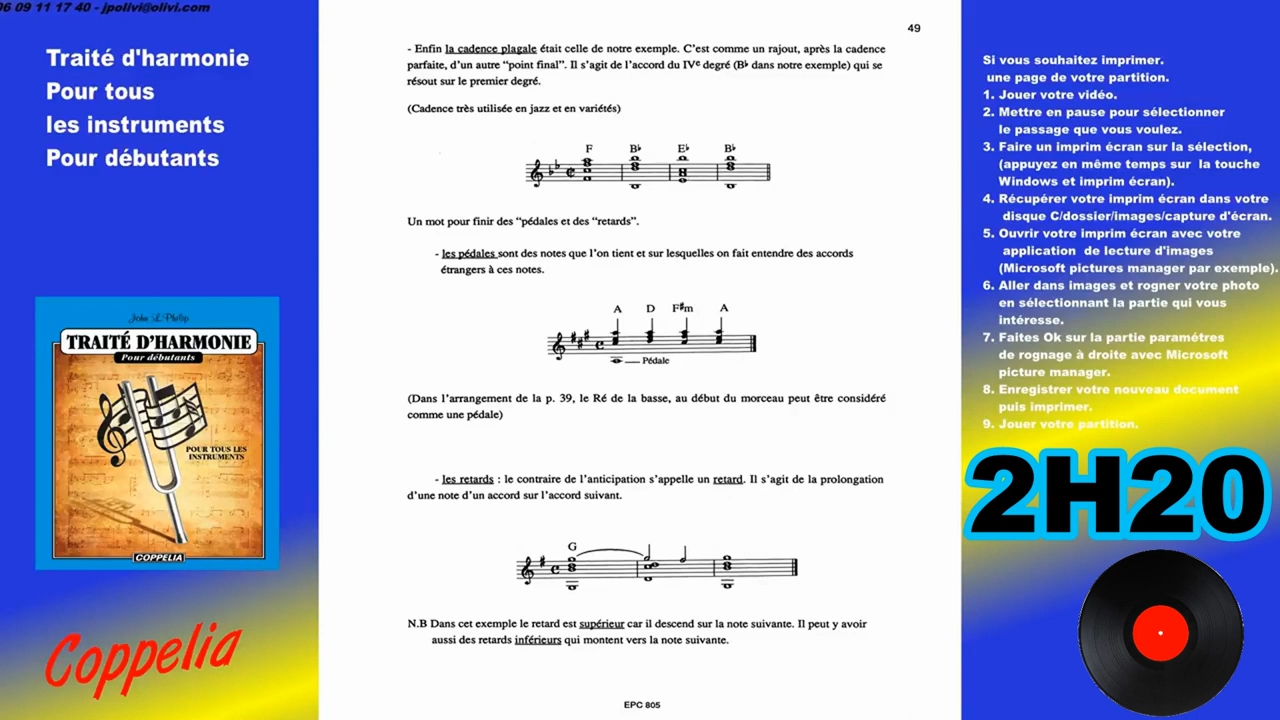 06 09 11 17 40 - jpolivi@olivi.com
Traité d'harmonie
Pour tous
les instruments
Pour débutants
John L Philip
TRAITÉ D'HARMONIE
Pour débutants
POUR TOUS LES
INSTRUMENTS
COPPELIA
Coppelia
49
- Enfin la cadence plagale était celle de notre exemple. C'est comme un rajout, après la cadence
parfaite, d'un autre "point final". Il s'agit de l'accord du IVe degré (B♭ dans notre exemple) qui se
résout sur le premier degré.
(Cadence très utilisée en jazz et en variétés)
F B♭ E♭ B♭
Un mot pour finir des "pédales et des "retards".
- les pédales sont des notes que l'on tient et sur lesquelles on fait entendre des accords
étrangers à ces notes.
A D F#m A
Pédale
(Dans l'arrangement de la p. 39, le Ré de la basse, au début du morceau peut être considéré
comme une pédale)
- les retards : le contraire de l'anticipation s'appelle un retard. Il s'agit de la prolongation
d'une note d'un accord sur l'accord suivant.
G
N.B Dans cet exemple le retard est supérieur car il descend sur la note suivante. Il peut y avoir
aussi des retards inférieurs qui montent vers la note suivante.
EPC 805
Si vous souhaitez imprimer.
une page de votre partition.
1. Jouer votre vidéo.
2. Mettre en pause pour sélectionner
le passage que vous voulez.
3. Faire un imprim écran sur la sélection,
(appuyez en même temps sur la touche
Windows et imprim écran).
4. Récupérer votre imprim écran dans votre
disque C/dossier/images/capture d'écran.
5. Ouvrir votre imprim écran avec votre
application de lecture d'images
(Microsoft pictures manager par exemple).
6. Aller dans images et rogner votre photo
en sélectionnant la partie qui vous
intéresse.
7. Faites Ok sur la partie paramétres
de rognage à droite avec Microsoft
picture manager.
8. Enregistrer votre nouveau document
puis imprimer.
9. Jouer votre partition.
2H20